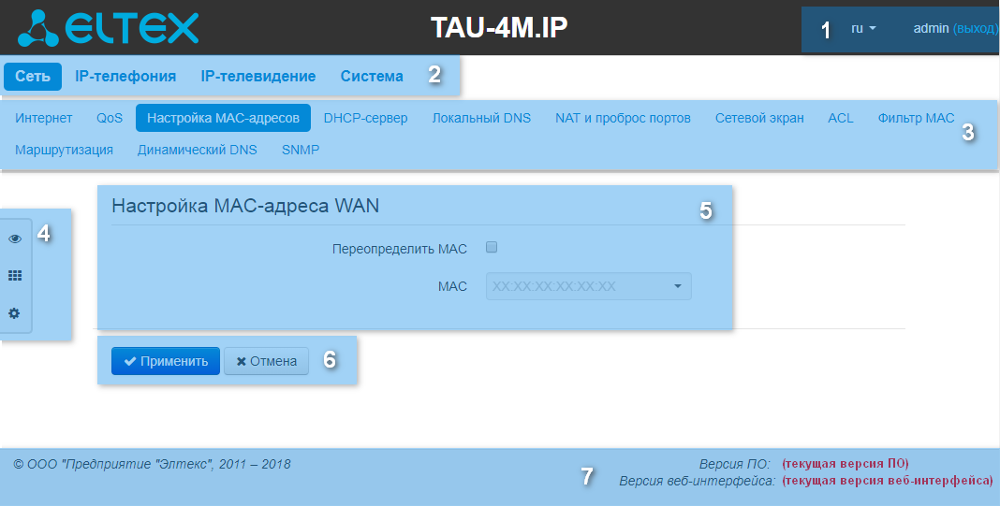 ELTEX
TAU-4M.IP
1
ru
admin (выход)
Сеть IP-телефония IP-телевидение Система 2
Интернет QoS Настройка MAC-адресов DHCP-сервер Локальный DNS NAT и проброс портов Сетевой экран ACL Фильтр MAC
3
Маршрутизация Динамический DNS SNMP
Настройка MAC-адреса WAN
5
4
Переопределить MAC
MAC XX:XX:XX:XX:XX:XX
Применить Отмена 6
© ООО "Предприятие "Элтекс", 2011 – 2018
7
Версия ПО: (текущая версия ПО)
Версия веб-интерфейса: (текущая версия веб-интерфейса)